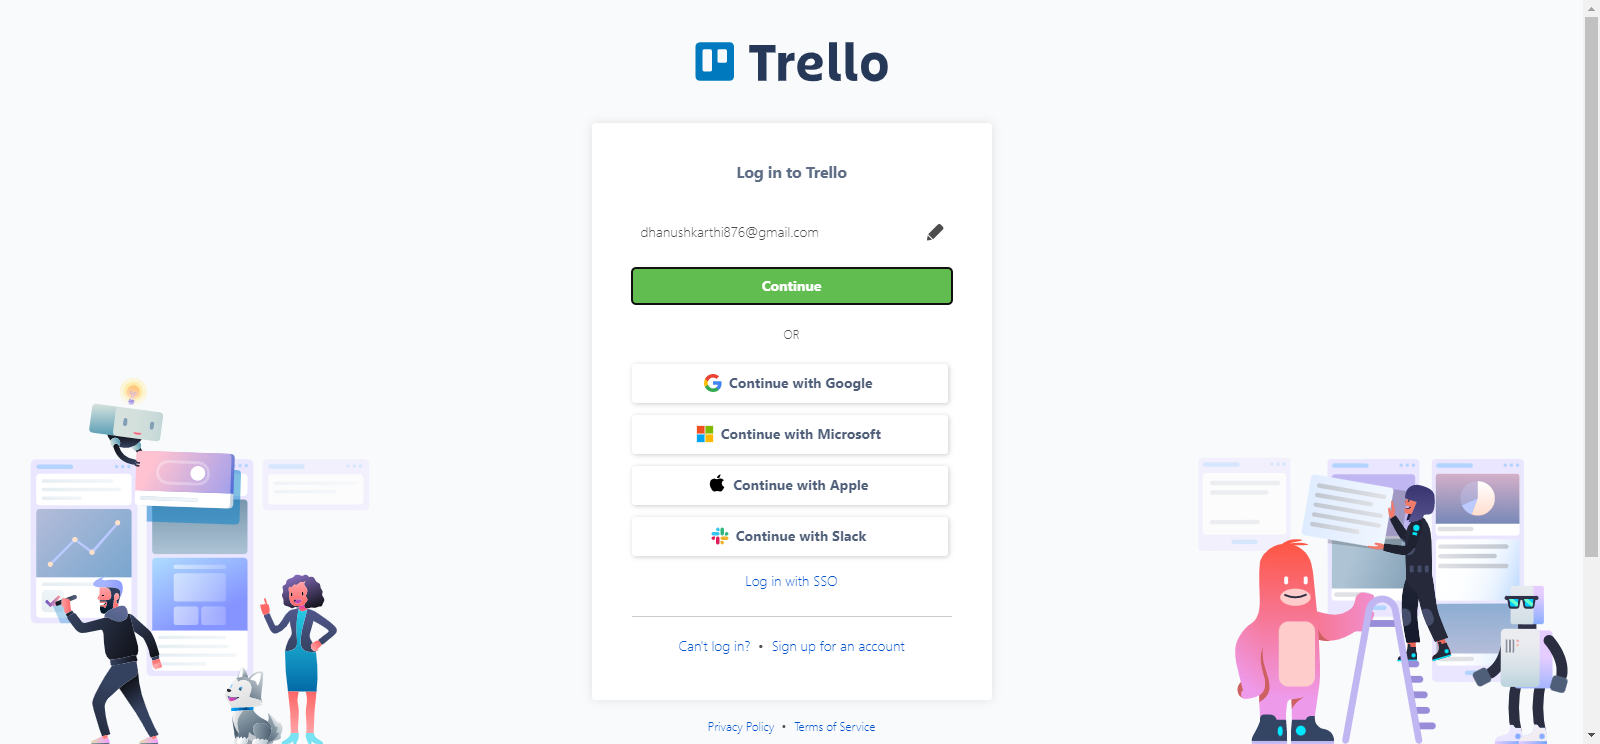 Trello
Log in to Trello
dhanushkarthi876@gmail.com
Continue
OR
Continue with Google
Continue with Microsoft
Continue with Apple
Continue with Slack
Log in with SSO
Can't log in? • Sign up for an account
Privacy Policy • Terms of Service